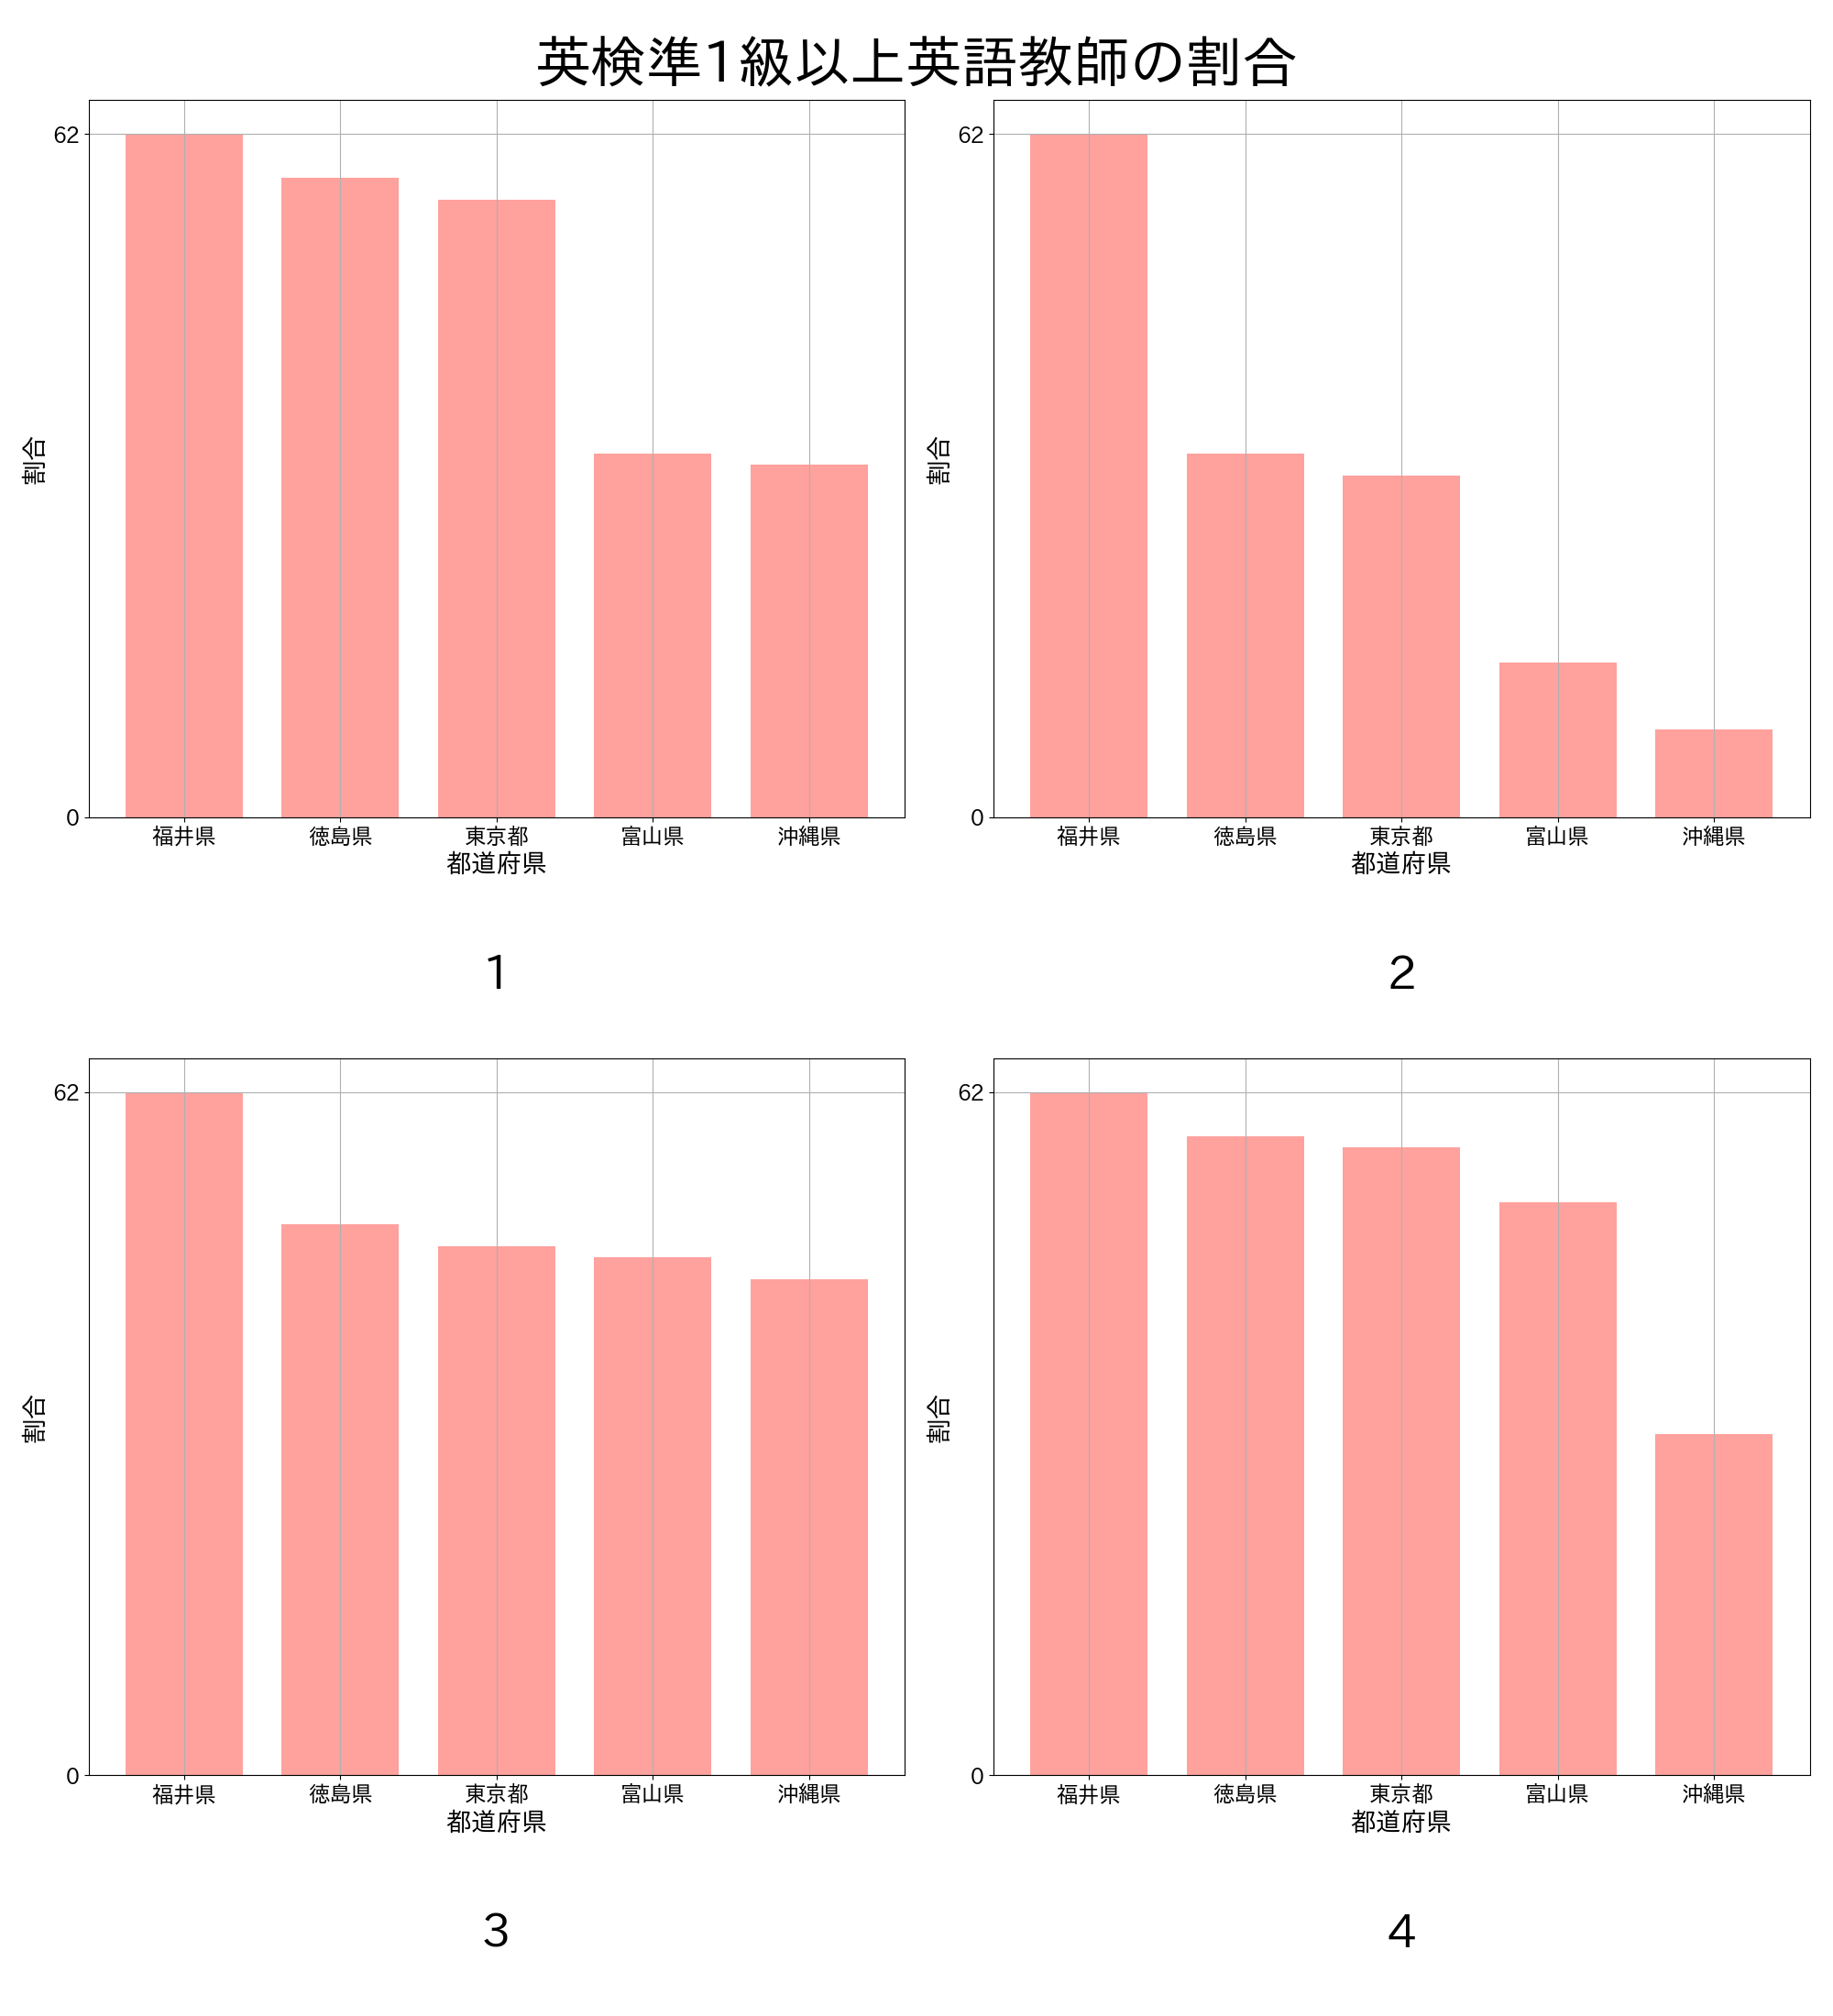 英検準1級以上英語教師の割合
62
0
割合
福井県 徳島県 東京都 富山県 沖縄県
都道府県
1
62
0
割合
福井県 徳島県 東京都 富山県 沖縄県
都道府県
2
62
0
割合
福井県 徳島県 東京都 富山県 沖縄県
都道府県
3
62
0
割合
福井県 徳島県 東京都 富山県 沖縄県
都道府県
4